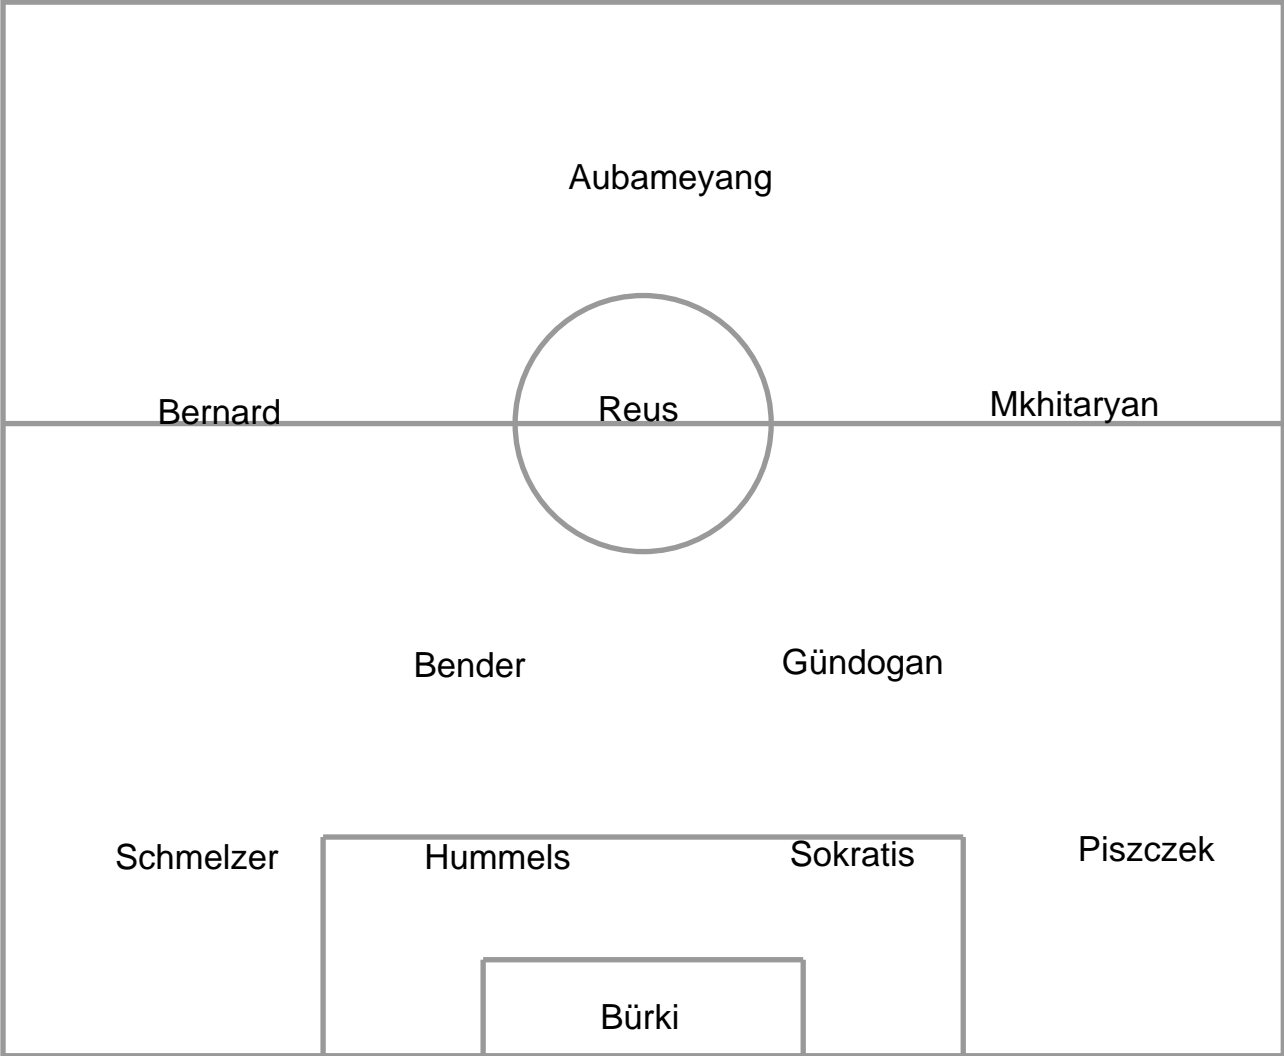 Aubameyang
Bernard
Reus
Mkhitaryan
Bender
Gündogan
Schmelzer
Hummels
Sokratis
Piszczek
Bürki